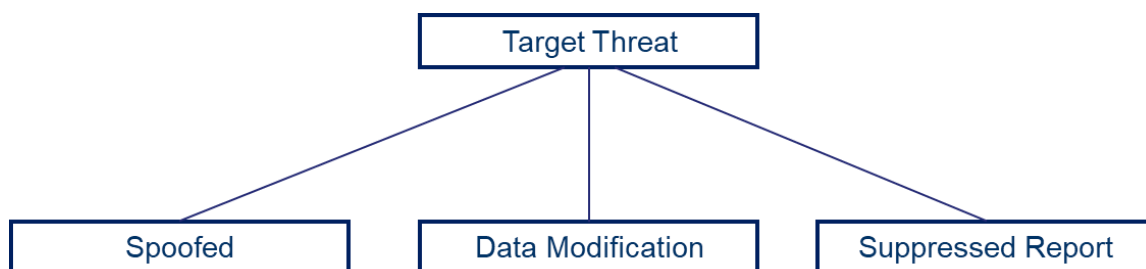 Target Threat
Spoofed
Data Modification
Suppressed Report